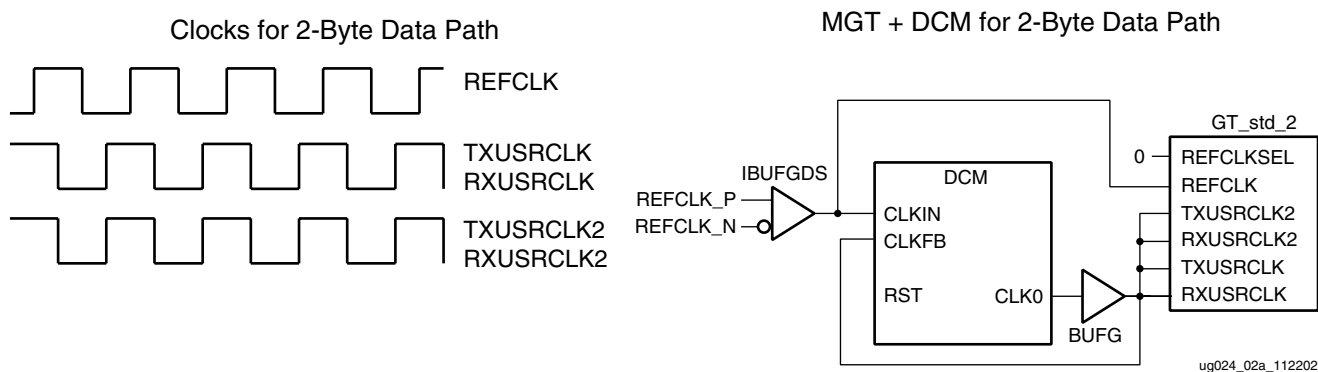 Clocks for 2-Byte Data Path
REFCLK
TXUSRCLK
RXUSRCLK
TXUSRCLK2
RXUSRCLK2
MGT + DCM for 2-Byte Data Path
GT_std_2
0
REFCLKSEL
REFCLK
TXUSRCLK2
RXUSRCLK2
TXUSRCLK
RXUSRCLK
IBUFGDS
REFCLK_P
REFCLK_N
DCM
CLKIN
CLKFB
RST
CLK0
BUFG
ug024_02a_112202